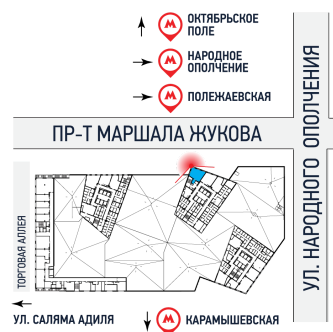 ОКТЯБРЬСКОЕ
ПОЛЕ
НАРОДНОЕ
ОПОЛЧЕНИЕ
ПОЛЕЖАЕВСКАЯ
ПР-Т МАРШАЛА ЖУКОВА
УЛ. НАРОДНОГО ОПОЛЧЕНИЯ
ТОРГОВАЯ АЛЛЕЯ
УЛ. САЛЯМА АДИЛЯ
КАРАМЫШЕВСКАЯ